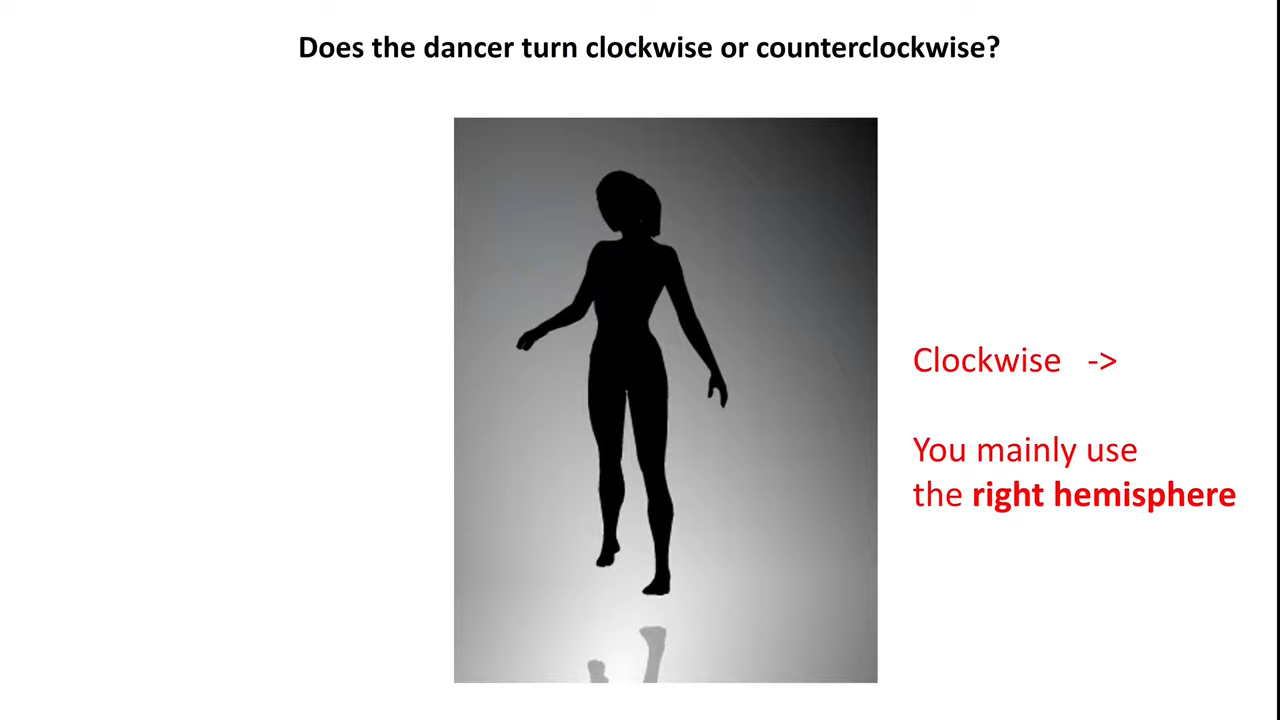 Does the dancer turn clockwise or counterclockwise?
Clockwise ->
You mainly use
the right hemisphere